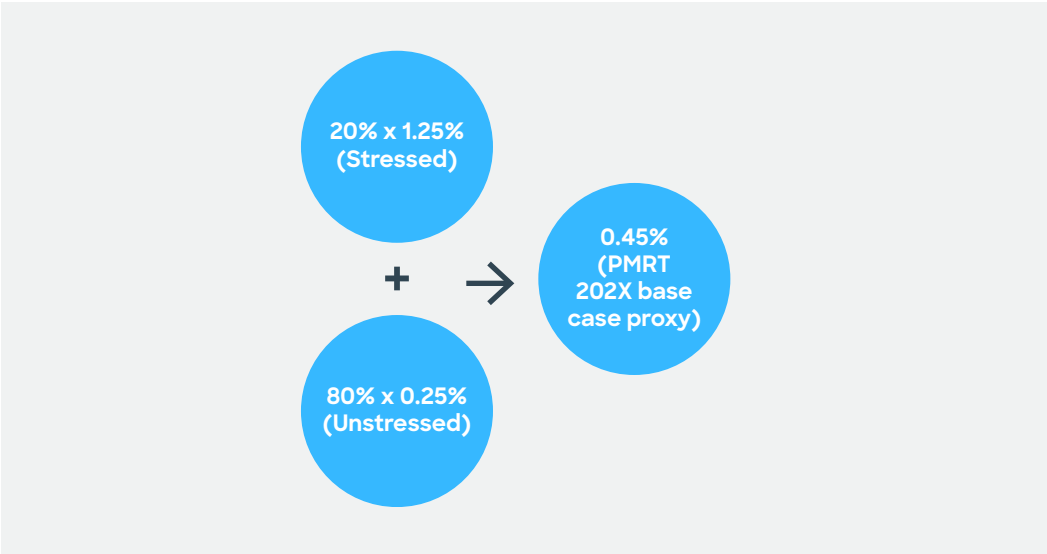 20% x 1.25%
(Stressed)
+
80% x 0.25%
(Unstressed)
0.45%
(PMRT
202X base
case proxy)